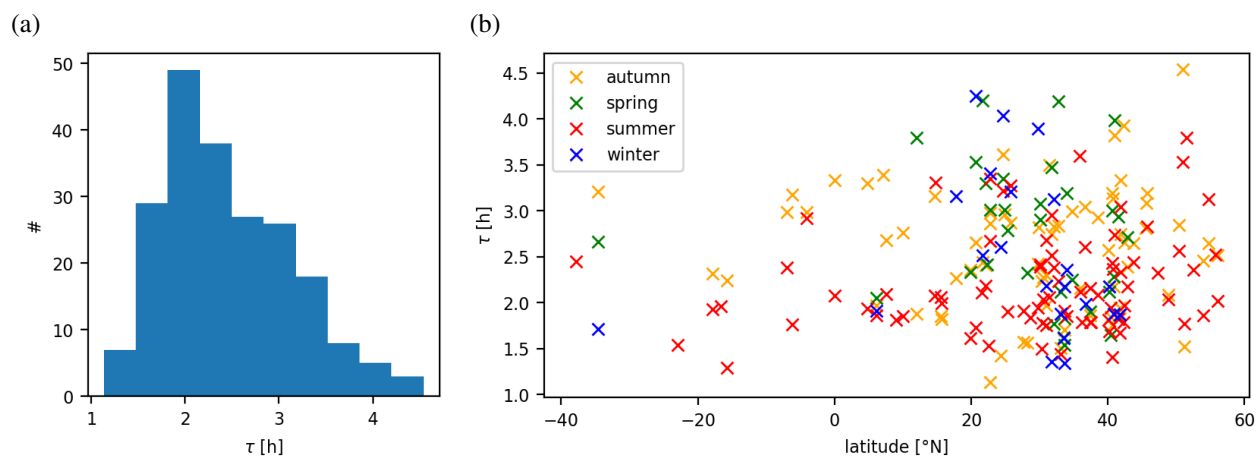 (a)
50
40
30
20
10
0
#
1 2 3 4
τ [h]
(b)
4.5
4.0
3.5
3.0
2.5
2.0
1.5
1.0
τ [h]
autumn
spring
summer
winter
−40 −20 0 20 40 60
latitude [°N]